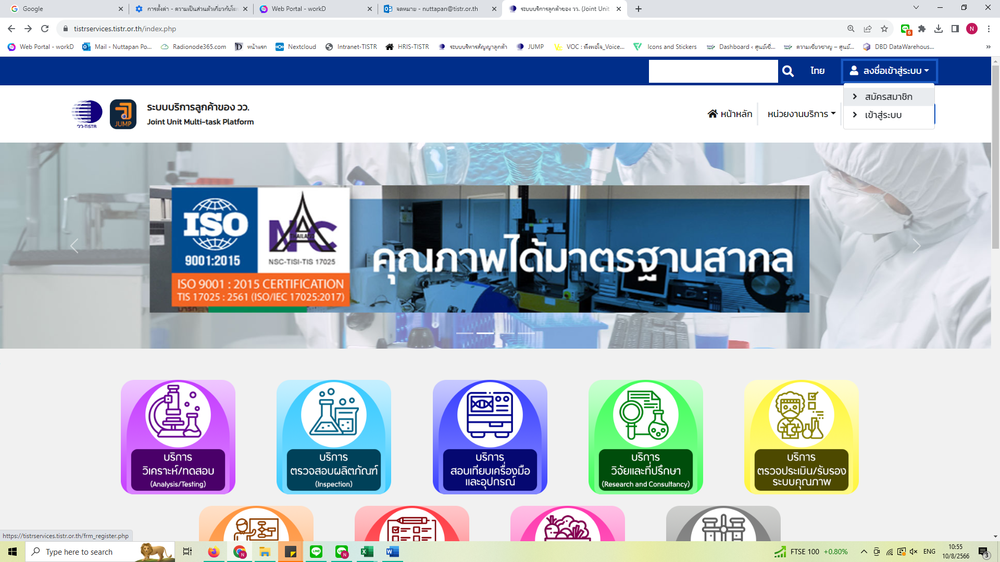 Google
การตั้งค่า - ความเป็นส่วนตัวเกี่ยวกับโฆษ
Web Portal - workD
จดหมาย - nuttapan@tistr.or.th
ระบบบริการลูกค้าของ วว. (Joint Unit
tistrservices.tistr.or.th/index.php
6
N
Web Portal - workD
Mail - Nuttapan Po...
Radionode365.com
หน้าแรก
Nextcloud
Intranet-TISTR
HRIS-TISTR
ระบบบริหารสัญญาลูกค้า
JUMP
VOC : พึงพอใจ_Voice...
Icons and Stickers
Dashboard ‹ ศูนย์เชี่...
ความเชี่ยวชาญ – ศูนย์...
DBD DataWarehous...
ไทย
ลงชื่อเข้าสู่ระบบ
สมัครสมาชิก
เข้าสู่ระบบ
วว-TISTR
JUMP
ระบบบริการลูกค้าของ วว.
Joint Unit Multi-task Platform
หน้าหลัก
หน่วยงานบริการ
ISO
9001:2015
NAC
THAILAND
NSC-TISI-TIS 17025
ISO 9001 : 2015 CERTIFICATION
TIS 17025 : 2561 (ISO/IEC 17025:2017)
คุณภาพได้มาตรฐานสากล
บริการ
วิเคราะห์/ทดสอบ
(Analysis/Testing)
บริการ
ตรวจสอบผลิตภัณฑ์
(Inspection)
บริการ
สอบเทียบเครื่องมือ
และอุปกรณ์
บริการ
วิจัยและที่ปรึกษา
(Research and Consultancy)
บริการ
ตรวจประเมิน/รับรอง
ระบบคุณภาพ
https://tistrservices.tistr.or.th/frm_register.php
Type here to search
FTSE 100 +0.80%
ENG
10:55
10/8/2566
3